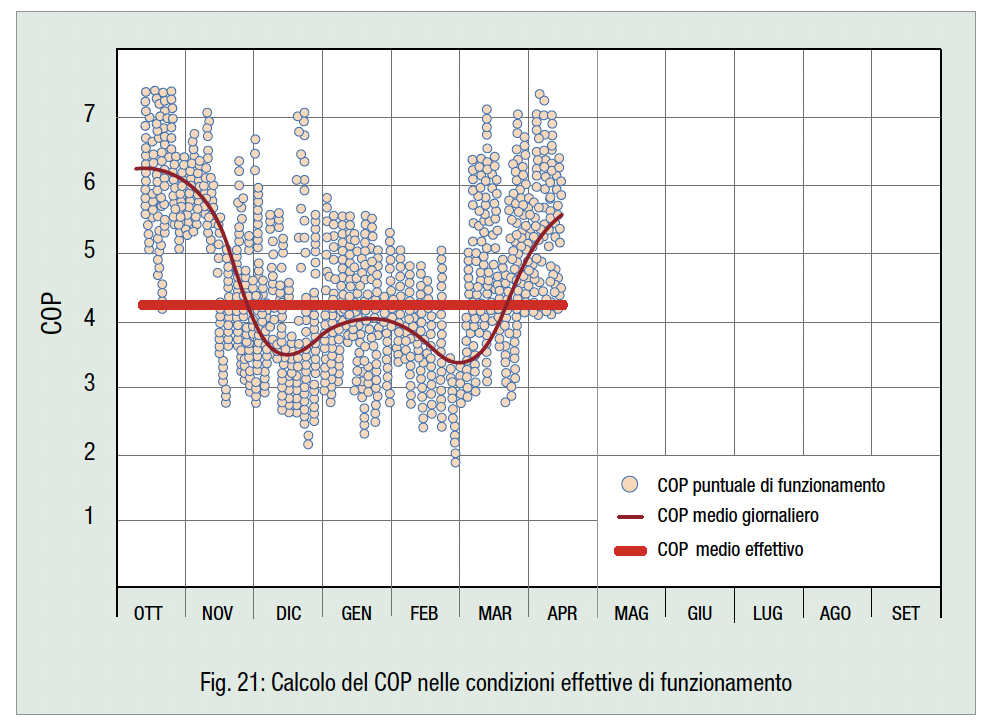 7
6
5
4
3
2
1
COP
COP puntuale di funzionamento
COP medio giornaliero
COP medio effettivo
OTT NOV DIC GEN FEB MAR APR MAG GIU LUG AGO SET
Fig. 21: Calcolo del COP nelle condizioni effettive di funzionamento